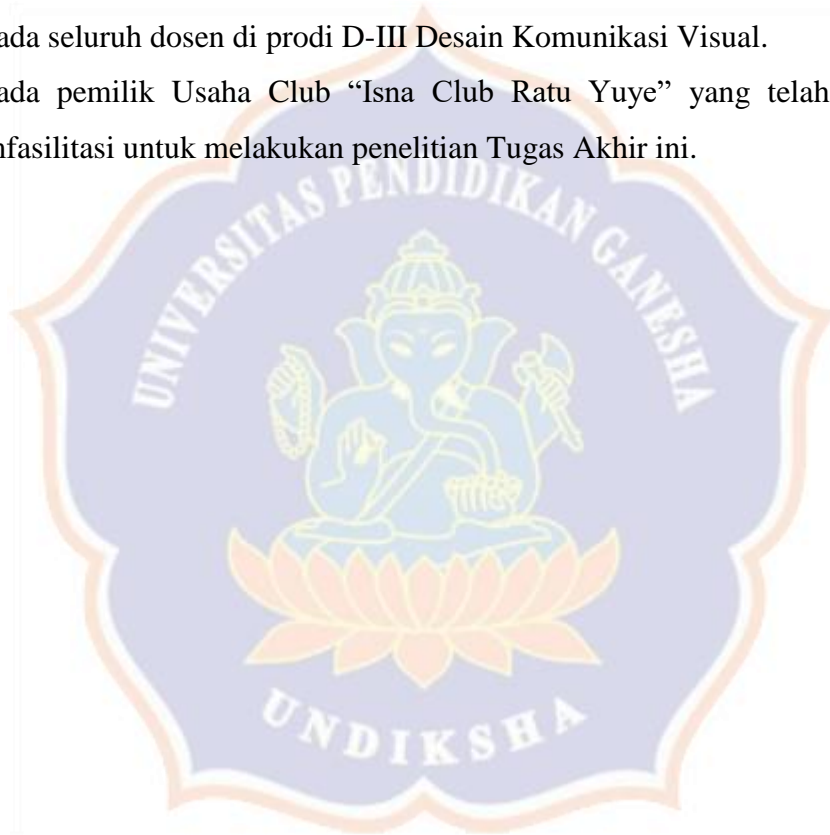 ada seluruh dosen di prodi D-III Desain Komunikasi Visual.
ada pemilik Usaha Club “Isna Club Ratu Yuye” yang telah
nfasilitasi untuk melakukan penelitian Tugas Akhir ini.
UNIVERSITAS PENDIDIKAN GANESHA
UNDIKSHA